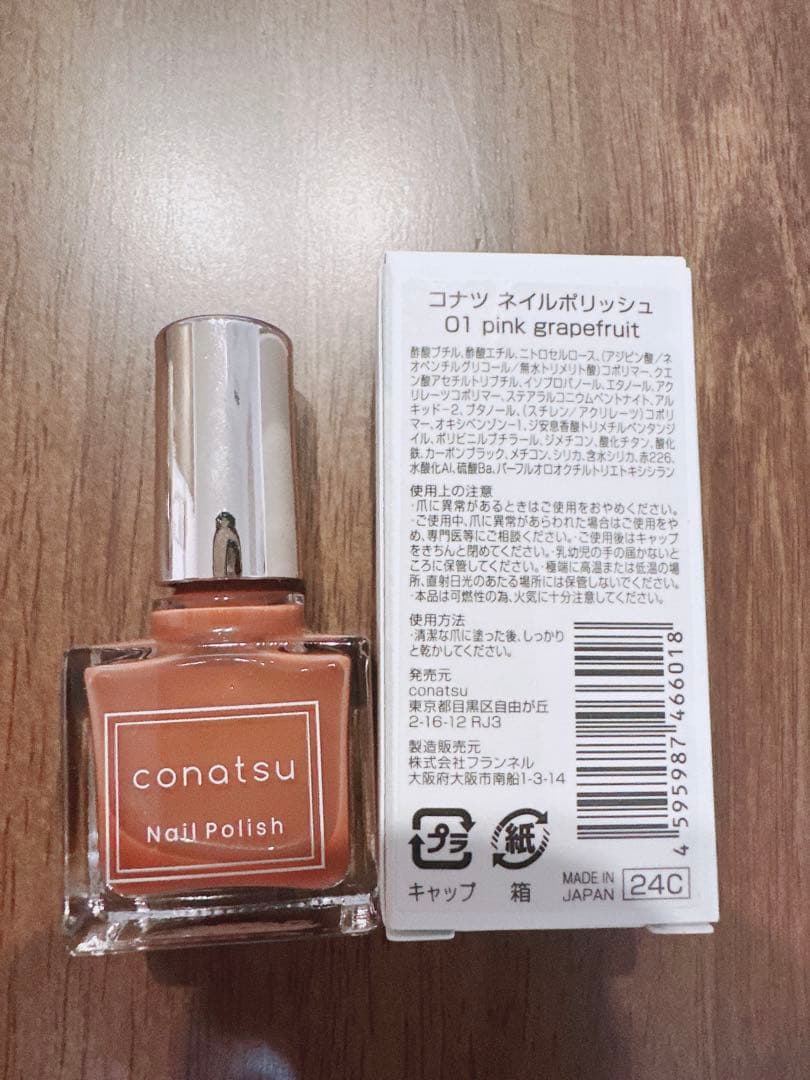 conatsu
Nail Polish
コナツ ネイルポリッシュ
01 pink grapefruit
酢酸ブチル、酢酸エチル、ニトロセルロース、(アジピン酸/ネ
オペンチルグリコール/無水トリメリト酸)コポリマー、クエ
ン酸アセチルトリブチル、イソプロパノール、エタノール、アク
リレーツコポリマー、ステアラルコニウムベントナイト、アル
キッド-2、ブタノール、(スチレン/アクリレーツ)コポリ
マー、オキシベンゾン-1、ジ安息香酸トリメチルペンタンジ
イル、ポリビニルブチラール、ジメチコン、酸化チタン、酸化
鉄、カーボンブラック、メチコン、シリカ、含水シリカ、赤226、
水酸化Al、硫酸Ba、パーフルオロオクチルトリエトキシシラン
使用上の注意
・爪に異常があるときはご使用をおやめください。
・ご使用中、爪に異常があらわれた場合はご使用をや
め、専門医等にご相談ください。・ご使用後はキャップ
をきちんと閉めてください。・乳幼児の手の届かないと
ころに保管してください。・極端に高温または低温の場
所、直射日光のあたる場所には保管しないでください。
・本品は可燃性の為、火気に十分注意してください。
使用方法
・清潔な爪に塗った後、しっかり
と乾かしてください。
発売元
conatsu
東京都目黒区自由が丘
2-16-12 RJ3
製造販売元
株式会社フランネル
大阪府大阪市南船1-3-14
4595987466018
プラ
キャップ
紙
箱
MADE IN
JAPAN
24C